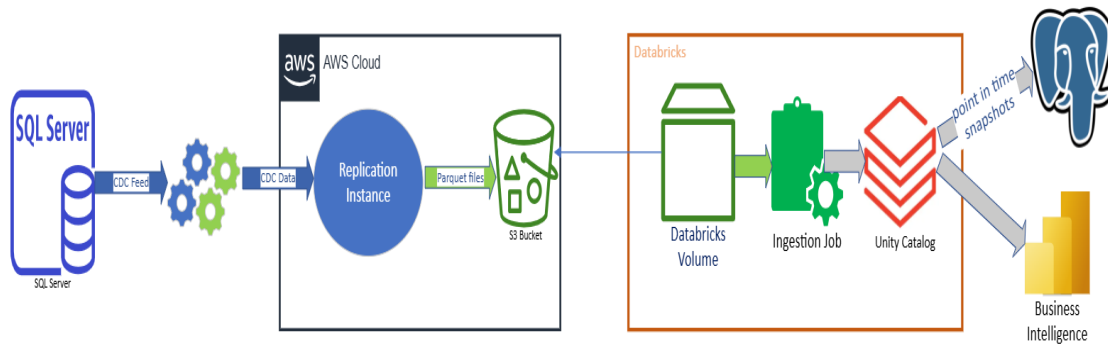 SQL Server
SQL Server
CDC Feed
CDC Data
aws
AWS Cloud
Replication
Instance
Parquet files
S3 Bucket
Databricks
Databricks
Volume
Ingestion Job
Unity Catalog
point in time
snapshots
Business
Intelligence